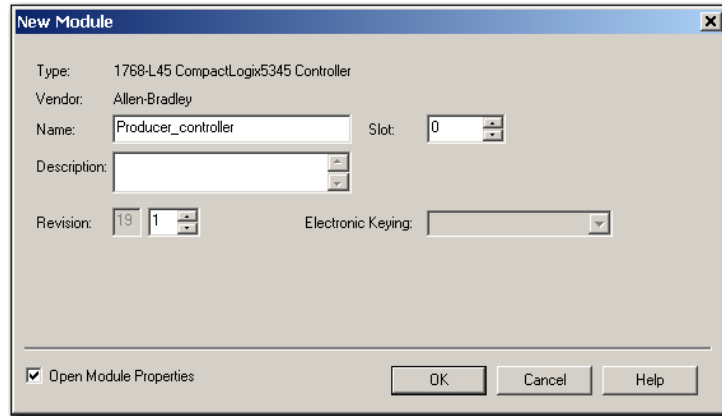 New Module
Type: 1768-L45 CompactLogix5345 Controller
Vendor: Allen-Bradley
Name: Producer_controller Slot: 0
Description:
Revision: 19 1 Electronic Keying:
Open Module Properties OK Cancel Help